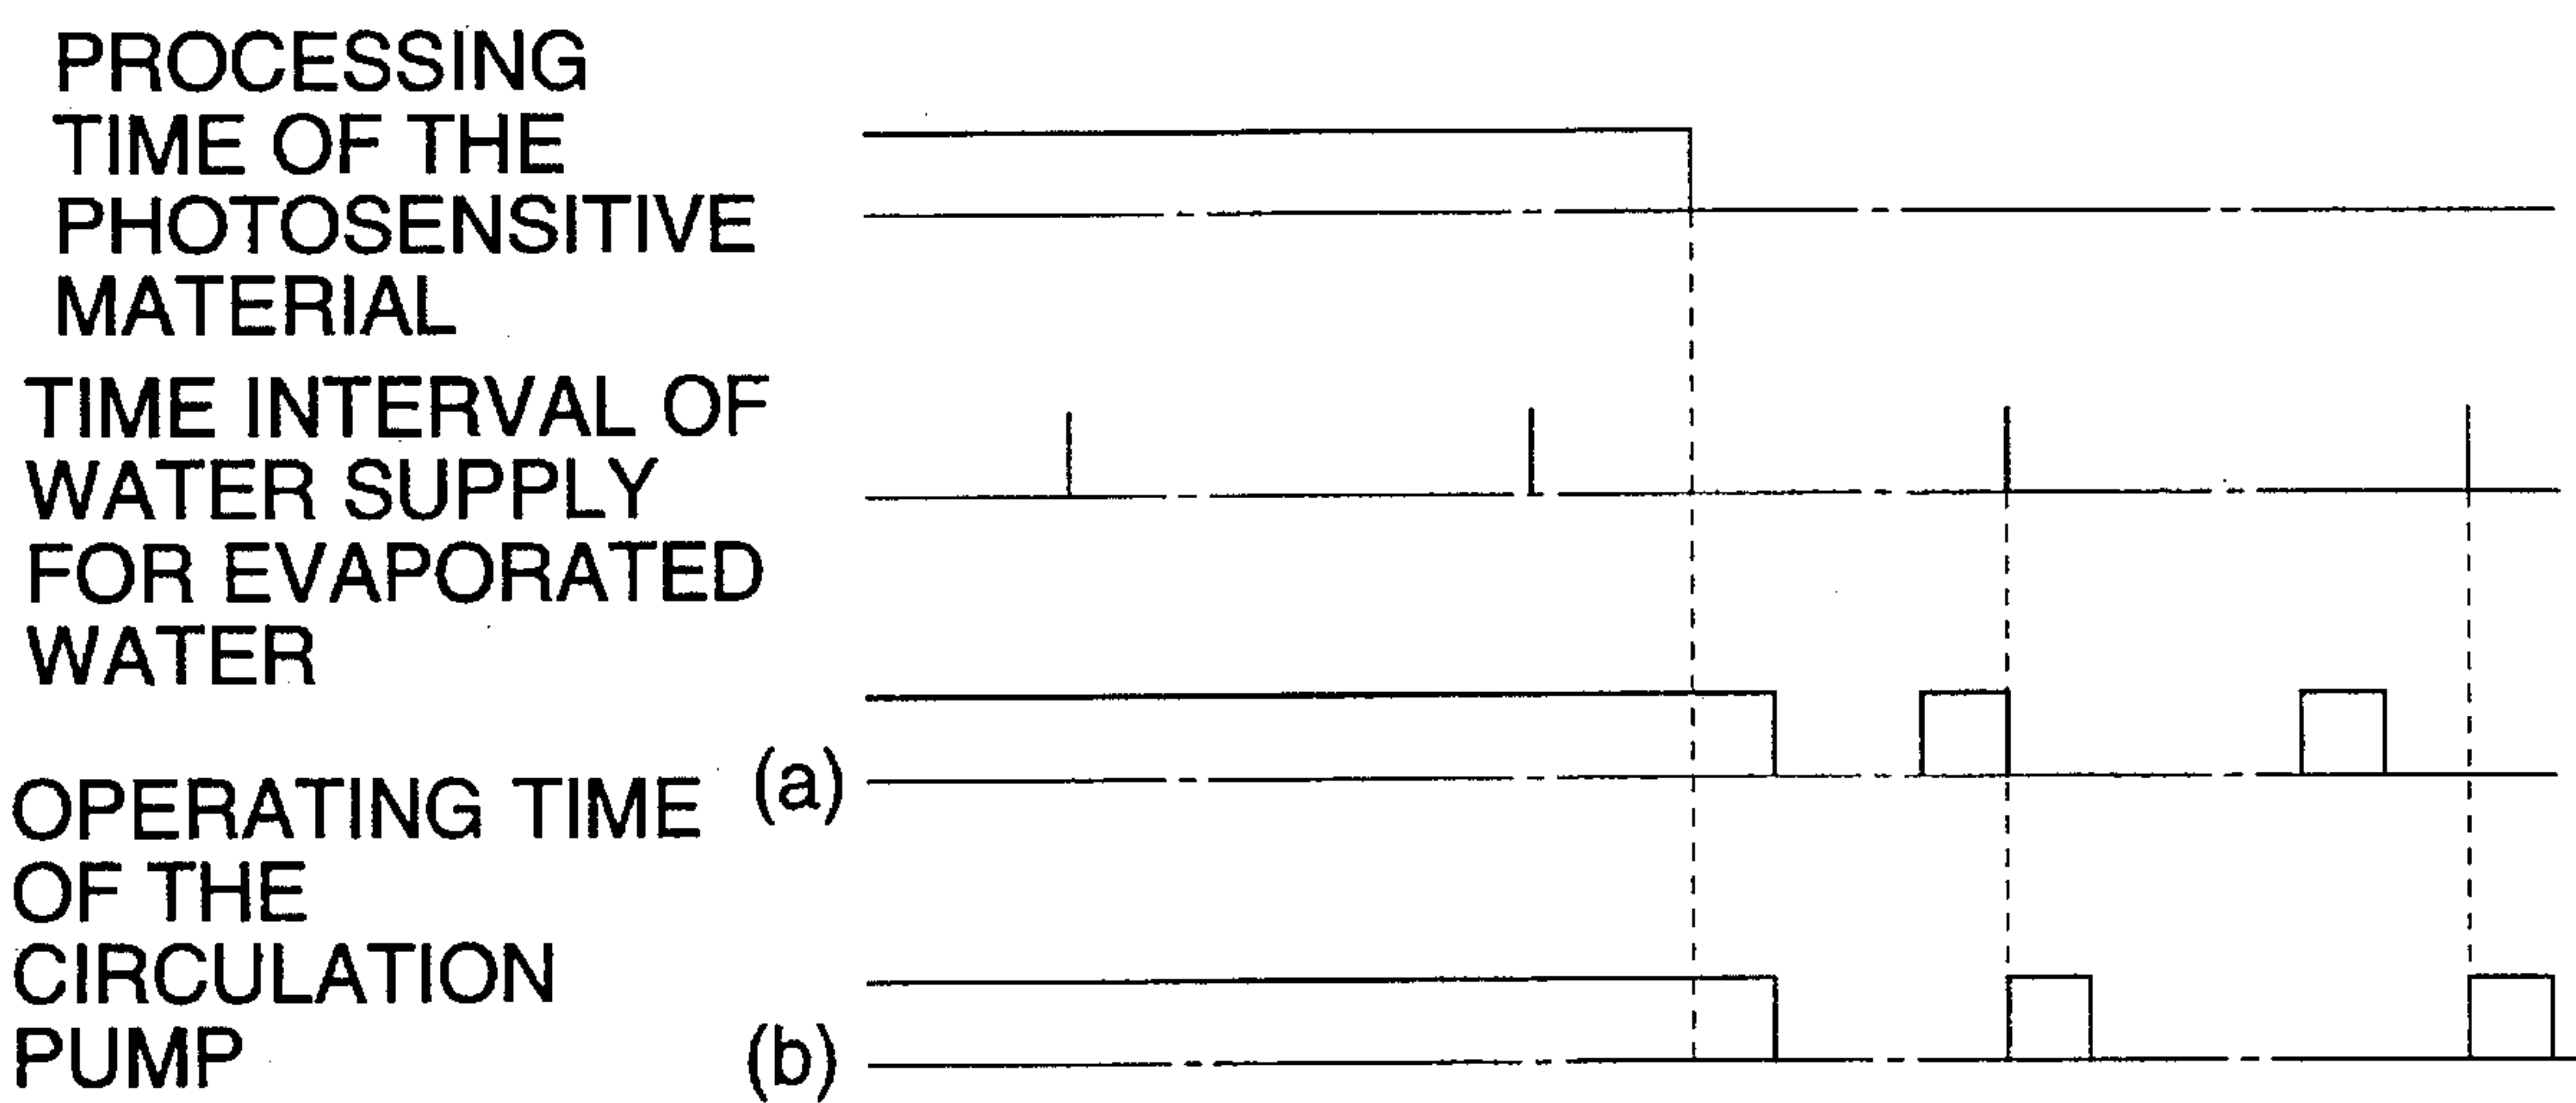 PROCESSING
TIME OF THE
PHOTOSENSITIVE
MATERIAL
TIME INTERVAL OF
WATER SUPPLY
FOR EVAPORATED
WATER
(a)
OPERATING TIME
OF THE
CIRCULATION
PUMP
(b)